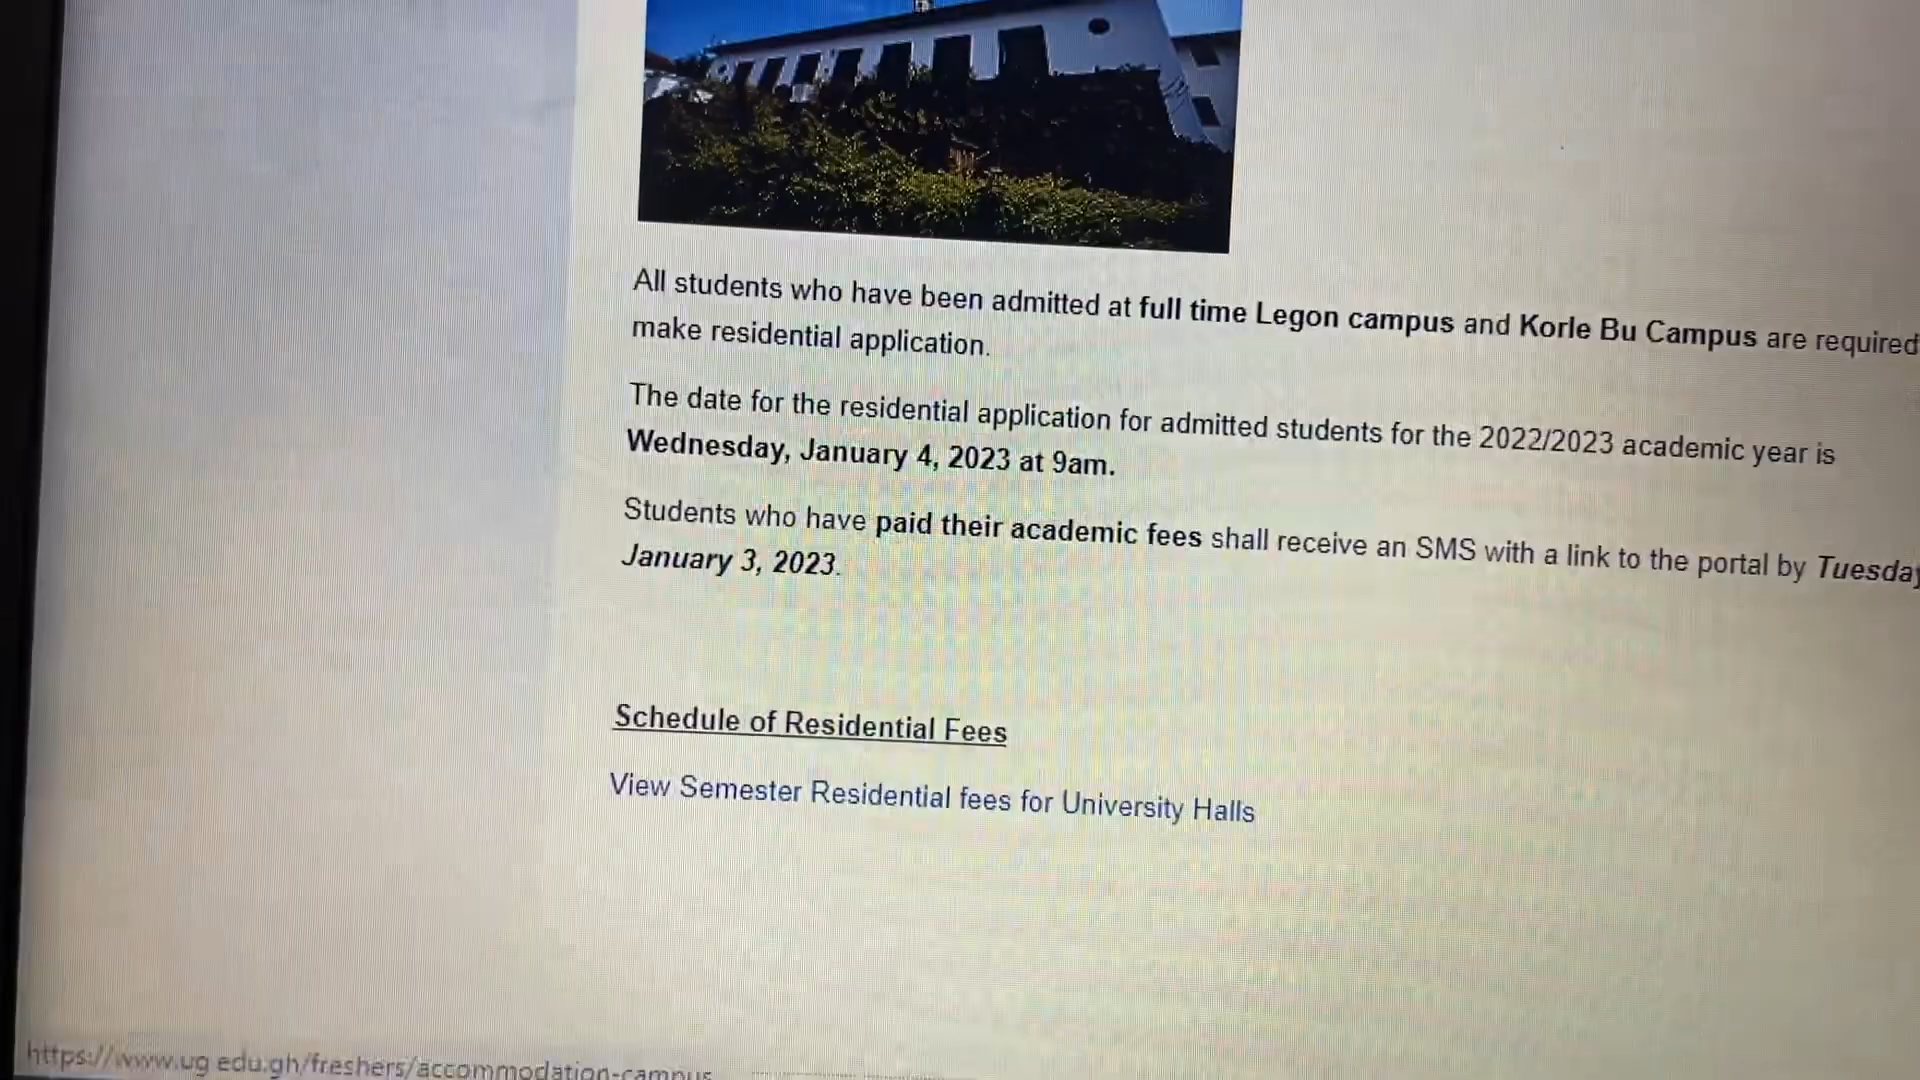 All students who have been admitted at full time Legon campus and Korle Bu Campus are required
make residential application.
The date for the residential application for admitted students for the 2022/2023 academic year is
Wednesday, January 4, 2023 at 9am.
Students who have paid their academic fees shall receive an SMS with a link to the portal by Tuesday
January 3, 2023.
Schedule of Residential Fees
View Semester Residential fees for University Halls
https://www.ug.edu.gh/freshers/accommodation-campus